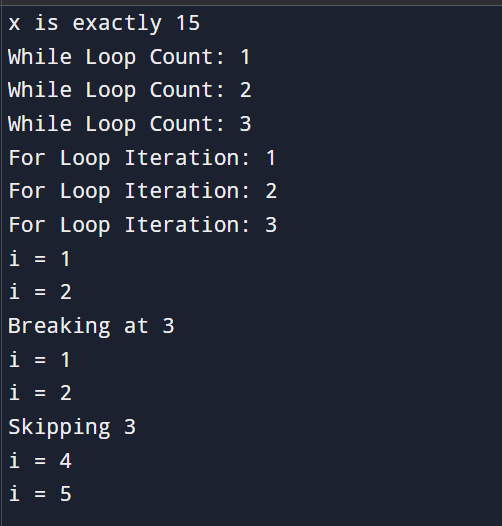 x is exactly 15
While Loop Count: 1
While Loop Count: 2
While Loop Count: 3
For Loop Iteration: 1
For Loop Iteration: 2
For Loop Iteration: 3
i = 1
i = 2
Breaking at 3
i = 1
i = 2
Skipping 3
i = 4
i = 5